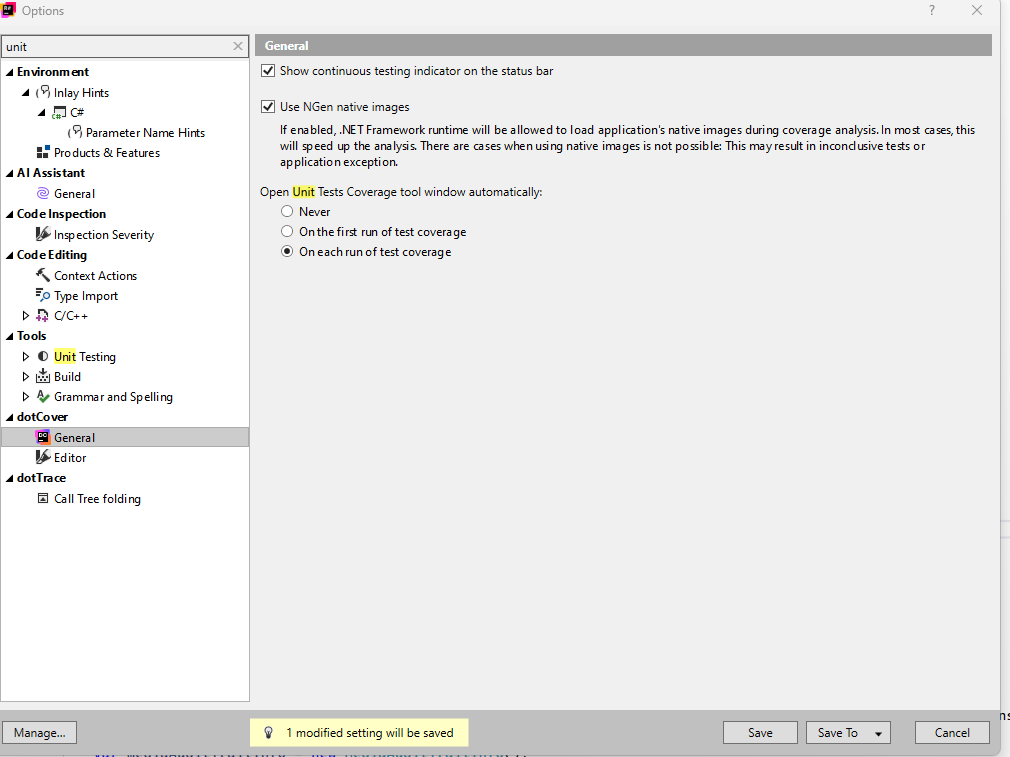 Options
?
unit
General
Environment
Show continuous testing indicator on the status bar
Inlay Hints
C#
Use NGen native images
Parameter Name Hints
If enabled, .NET Framework runtime will be allowed to load application's native images during coverage analysis. In most cases, this
will speed up the analysis. There are cases when using native images is not possible: This may result in inconclusive tests or
application exception.
Products & Features
AI Assistant
General
Open Unit Tests Coverage tool window automatically:
Never
On the first run of test coverage
On each run of test coverage
Code Inspection
Inspection Severity
Code Editing
Context Actions
Type Import
C/C++
Tools
Unit Testing
Build
Grammar and Spelling
dotCover
General
Editor
dotTrace
Call Tree folding
Manage...
1 modified setting will be saved
Save
Save To
Cancel